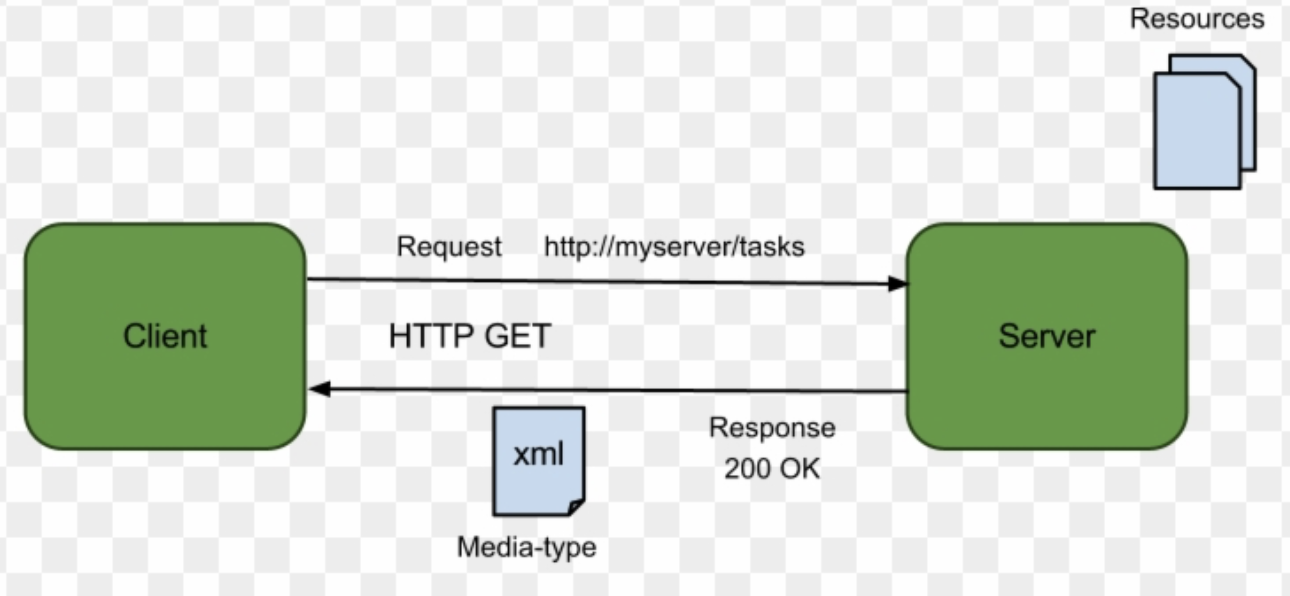 Resources
Request http://myserver/tasks
Client
HTTP GET
Server
xml
Response
200 OK
Media-type